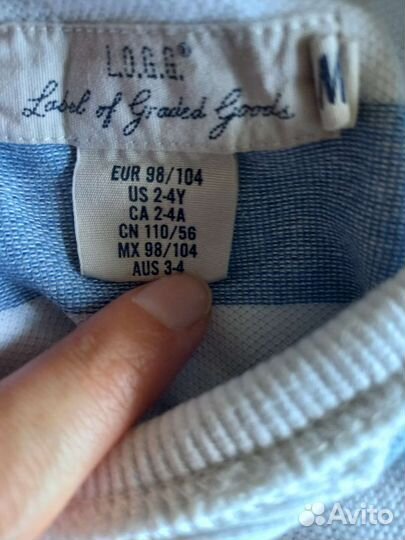 L.O.G.G.®
Label of Graded Goods
M
EUR 98/104
US 2-4Y
CA 2-4A
CN 110/56
MX 98/104
AUS 3-4
Avito